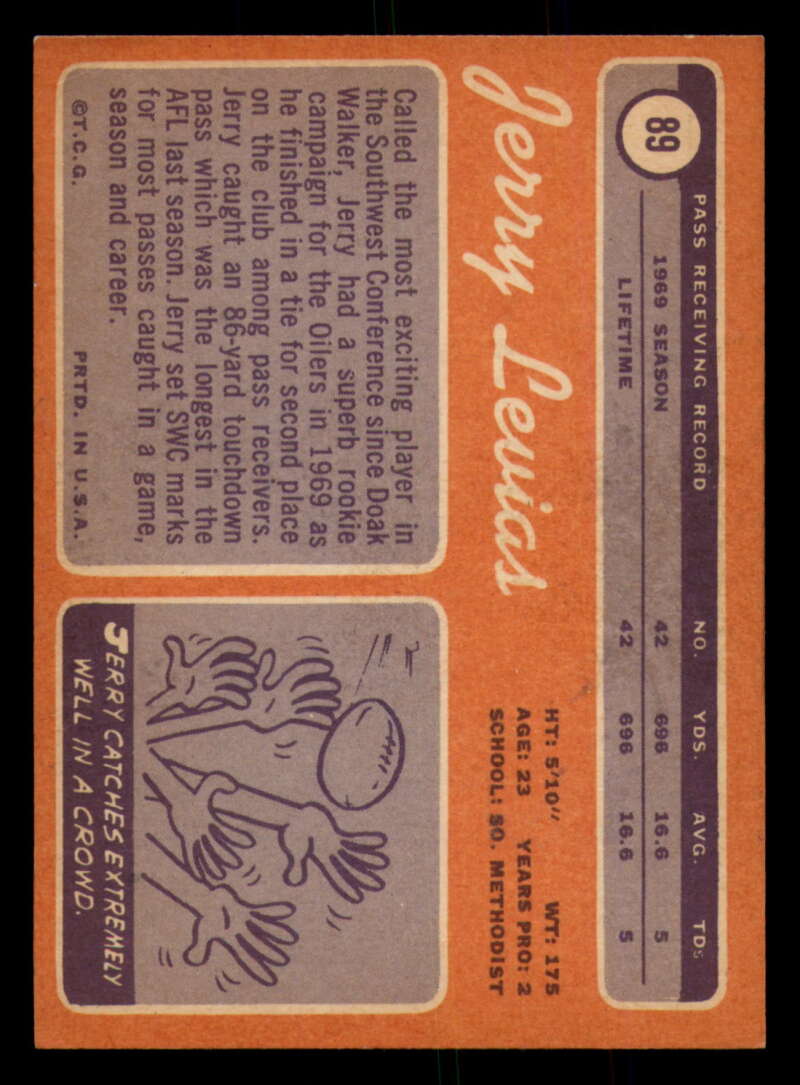 89
PASS RECEIVING RECORD NO. YDS. AVG. TDs
1969 SEASON 42 696 16.6 5
LIFETIME 42 696 16.6 5
Jerry Levias
HT: 5'10" WT: 175
AGE: 23 YEARS PRO: 2
SCHOOL: SO. METHODIST
Called the most exciting player in
the Southwest Conference since Doak
Walker, Jerry had a superb rookie
campaign for the Oilers in 1969 as
he finished in a tie for second place
on the club among pass receivers.
Jerry caught an 86-yard touchdown
pass which was the longest in the
AFL last season. Jerry set SWC marks
for most passes caught in a game,
season and career.
©T.C.G. PRTD. IN U.S.A.
JERRY CATCHES EXTREMELY
WELL IN A CROWD.